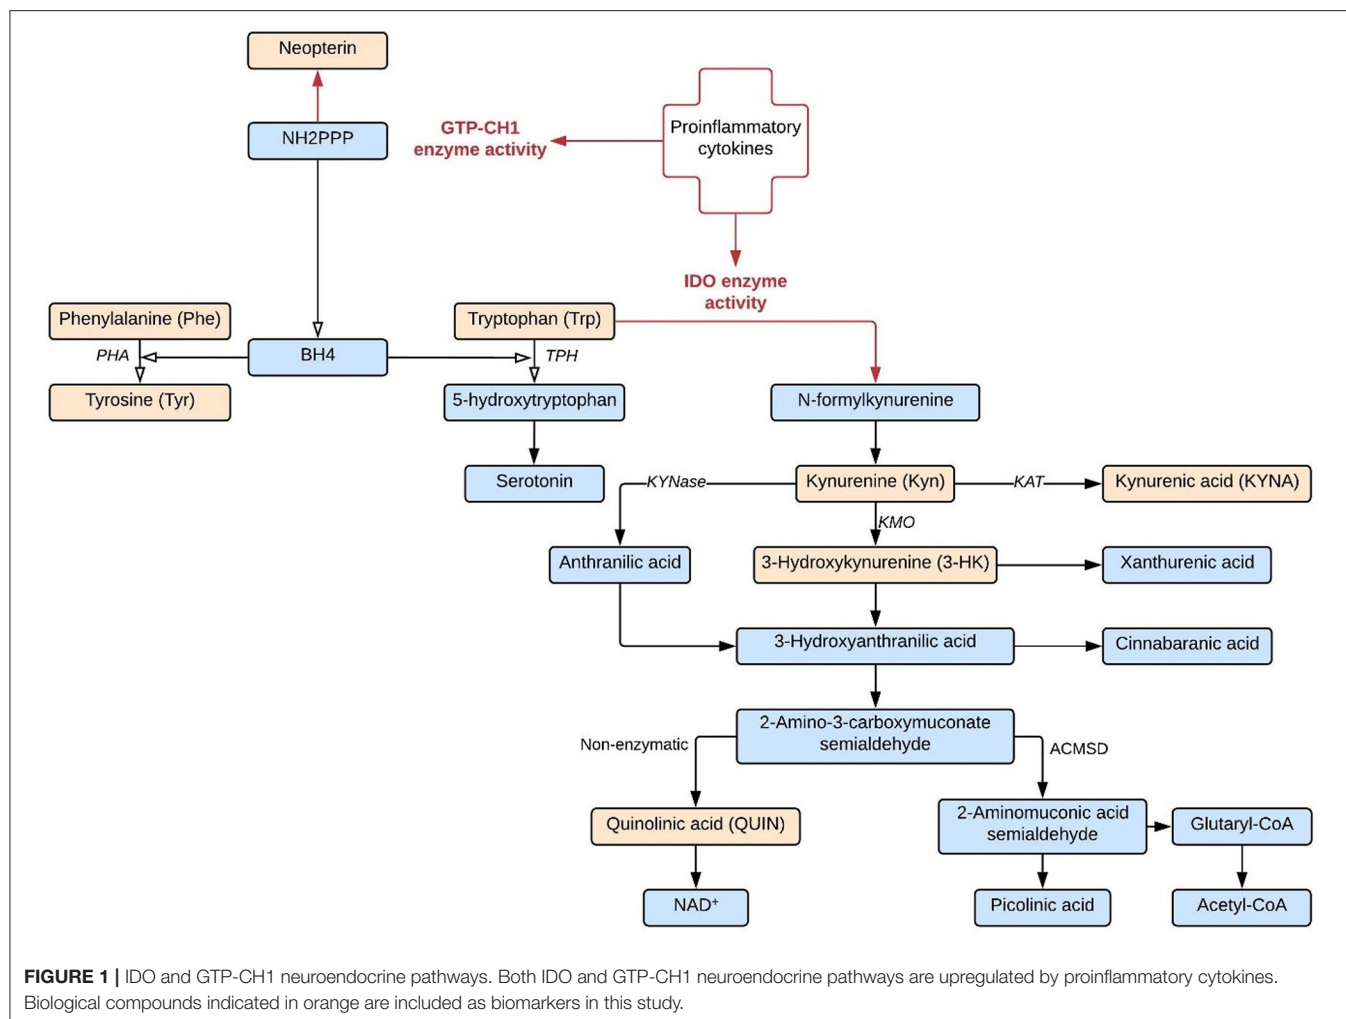 Neopterin
NH2PPP
GTP-CH1
enzyme activity
Proinflammatory
cytokines
IDO enzyme
activity
Phenylalanine (Phe)
Tryptophan (Trp)
PHA
BH4
TPH
Tyrosine (Tyr)
5-hydroxytryptophan
N-formylkynurenine
Serotonin
KYNase
Kynurenine (Kyn)
KAT
Kynurenic acid (KYNA)
KMO
Anthranilic acid
3-Hydroxykynurenine (3-HK)
Xanthurenic acid
3-Hydroxyanthranilic acid
Cinnabaranic acid
2-Amino-3-carboxymuconate
semialdehyde
Non-enzymatic
ACMSD
Quinolinic acid (QUIN)
2-Aminomuconic acid
semialdehyde
Glutaryl-CoA
NAD⁺
Picolinic acid
Acetyl-CoA
FIGURE 1 | IDO and GTP-CH1 neuroendocrine pathways. Both IDO and GTP-CH1 neuroendocrine pathways are upregulated by proinflammatory cytokines.
Biological compounds indicated in orange are included as biomarkers in this study.